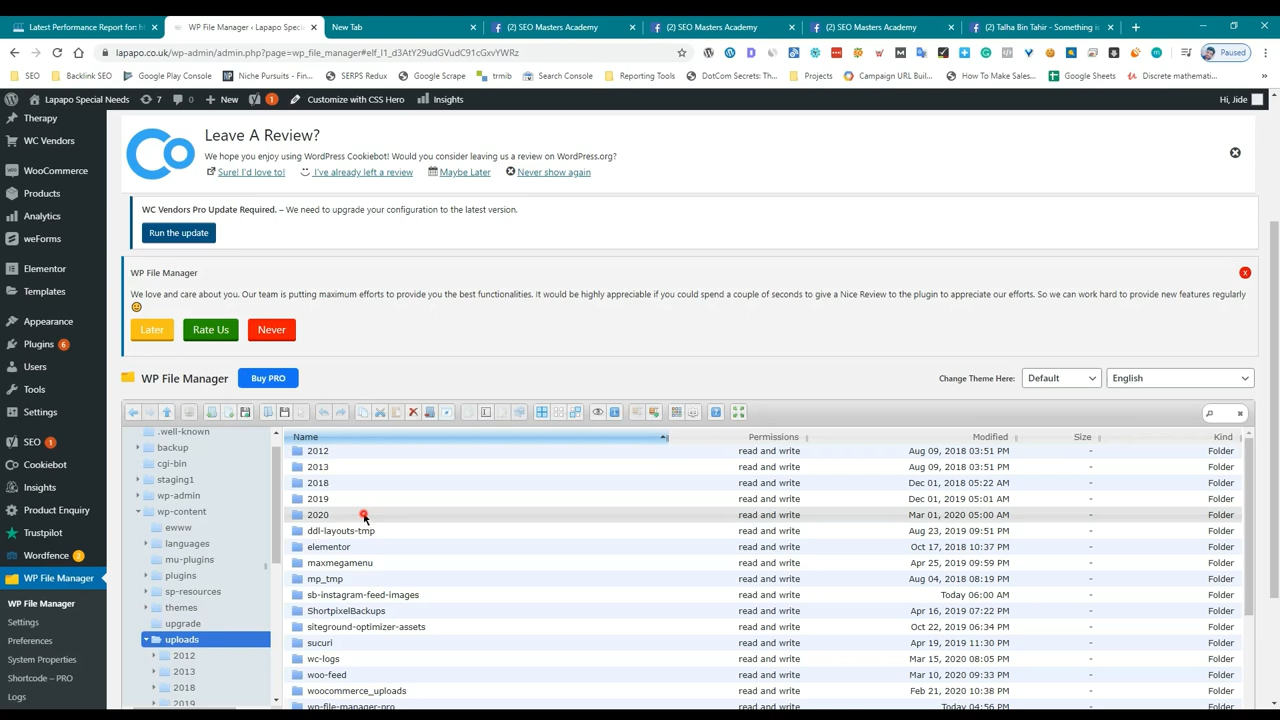 Latest Performance Report for: h
WP File Manager ‹ Lapapo Speci
New Tab
(2) SEO Masters Academy
(2) SEO Masters Academy
(2) SEO Masters Academy
(2) Talha Bin Tahir - Something is
lapapo.co.uk/wp-admin/admin.php?page=wp_file_manager#elf_l1_d3AtY29udGVudC91cGxvYWRz
Paused
SEO
Backlink SEO
Google Play Console
Niche Pursuits - Fin...
SERPS Redux
Google Scrape
trmib
Search Console
Reporting Tools
DotCom Secrets: Th...
Projects
Campaign URL Buil...
How To Make Sales...
Google Sheets
Discrete mathemati...
Lapapo Special Needs
7
0
New
1
Customize with CSS Hero
Insights
Hi, Jide
Therapy
WC Vendors
WooCommerce
Products
Analytics
weForms
Elementor
Templates
Appearance
Plugins 6
Users
Tools
Settings
SEO 1
Cookiebot
Insights
Product Enquiry
Trustpilot
Wordfence 2
WP File Manager
WP File Manager
Settings
Preferences
System Properties
Shortcode – PRO
Logs
Leave A Review?
We hope you enjoy using WordPress Cookiebot! Would you consider leaving us a review on WordPress.org?
Sure! I'd love to!
I've already left a review
Maybe Later
Never show again
WC Vendors Pro Update Required. – We need to upgrade your configuration to the latest version.
Run the update
WP File Manager
We love and care about you. Our team is putting maximum efforts to provide you the best functionalities. It would be highly appreciable if you could spend a couple of seconds to give a Nice Review to the plugin to appreciate our efforts. So we can work hard to provide new features regularly
Later
Rate Us
Never
WP File Manager
Buy PRO
Change Theme Here:
Default
English
.well-known
backup
cgi-bin
staging1
wp-admin
wp-content
ewww
languages
mu-plugins
plugins
sp-resources
themes
upgrade
uploads
2012
2013
2018
2019
Name Permissions Modified Size Kind
2012 read and write Aug 09, 2018 03:51 PM - Folder
2013 read and write Aug 09, 2018 03:51 PM - Folder
2018 read and write Dec 01, 2018 05:22 AM - Folder
2019 read and write Dec 01, 2019 05:01 AM - Folder
2020 read and write Mar 01, 2020 05:00 AM - Folder
ddl-layouts-tmp read and write Aug 23, 2019 09:51 PM - Folder
elementor read and write Oct 17, 2018 10:37 PM - Folder
maxmegamenu read and write Apr 25, 2019 09:59 PM - Folder
mp_tmp read and write Aug 04, 2018 08:19 PM - Folder
sb-instagram-feed-images read and write Today 06:00 AM - Folder
ShortpixelBackups read and write Apr 16, 2019 07:22 PM - Folder
siteground-optimizer-assets read and write Oct 22, 2019 06:34 PM - Folder
sucuri read and write Apr 19, 2019 11:30 PM - Folder
wc-logs read and write Mar 15, 2020 08:05 PM - Folder
woo-feed read and write Mar 10, 2020 09:33 PM - Folder
woocommerce_uploads read and write Feb 21, 2020 10:38 PM - Folder
wp-file-manager-pro read and write Today 04:56 PM - Folder